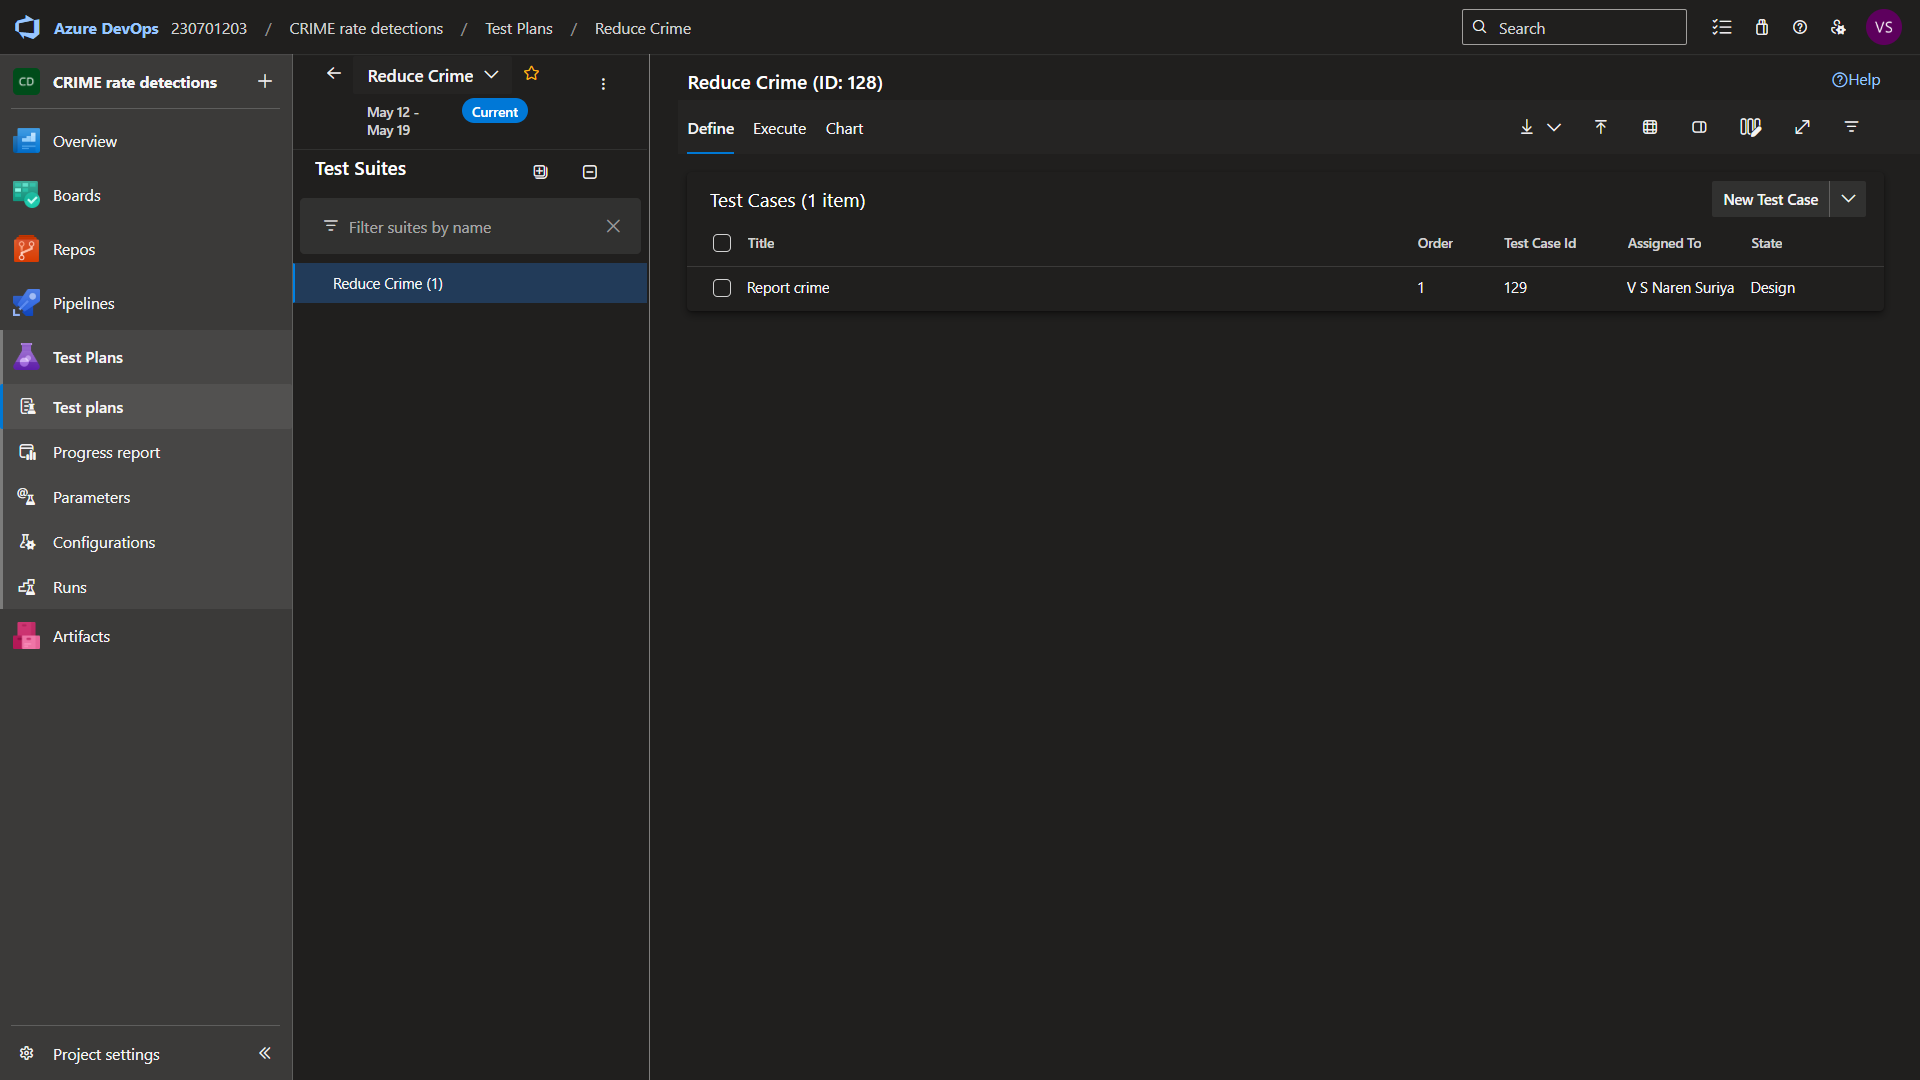 Azure DevOps 230701203 / CRIME rate detections / Test Plans / Reduce Crime
Search
VS
CD CRIME rate detections
Overview
Boards
Repos
Pipelines
Test Plans
Test plans
Progress report
Parameters
Configurations
Runs
Artifacts
Project settings
Reduce Crime
May 12 -
May 19
Current
Test Suites
Filter suites by name
Reduce Crime (1)
Reduce Crime (ID: 128)
Help
Define Execute Chart
Test Cases (1 item)
New Test Case
Title Order Test Case Id Assigned To State
Report crime 1 129 V S Naren Suriya Design